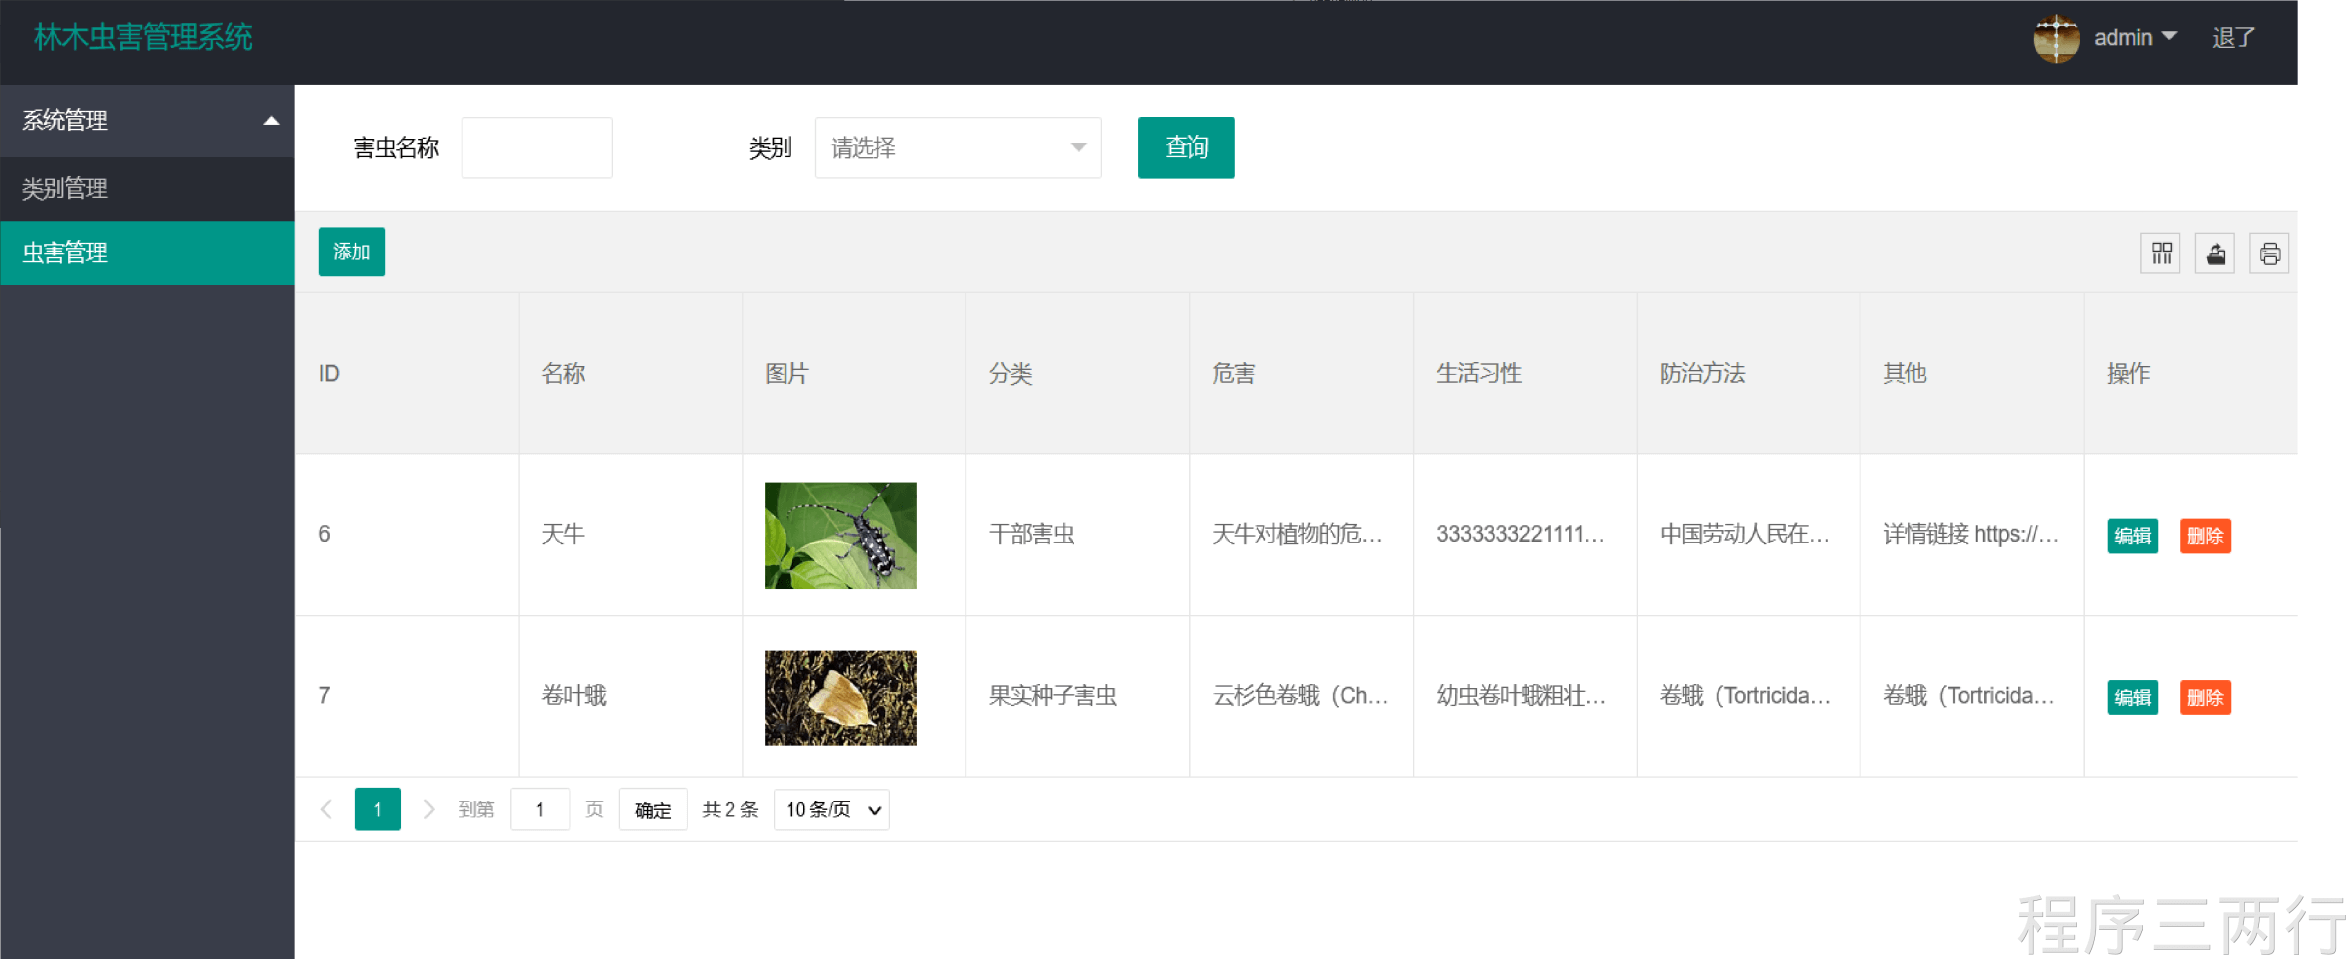 林木虫害管理系统
admin
退了
系统管理
类别管理
虫害管理
害虫名称
类别
请选择
查询
添加
ID 名称 图片 分类 危害 生活习性 防治方法 其他 操作
6 天牛 干部害虫 天牛对植物的危... 3333333221111... 中国劳动人民在... 详情链接 https://... 编辑 删除
7 卷叶蛾 果实种子害虫 云杉色卷蛾（Ch... 幼虫卷叶蛾粗壮... 卷蛾（Tortricida... 卷蛾（Tortricida... 编辑 删除
1 到第 1 页 确定 共 2 条 10 条/页
程序三两行